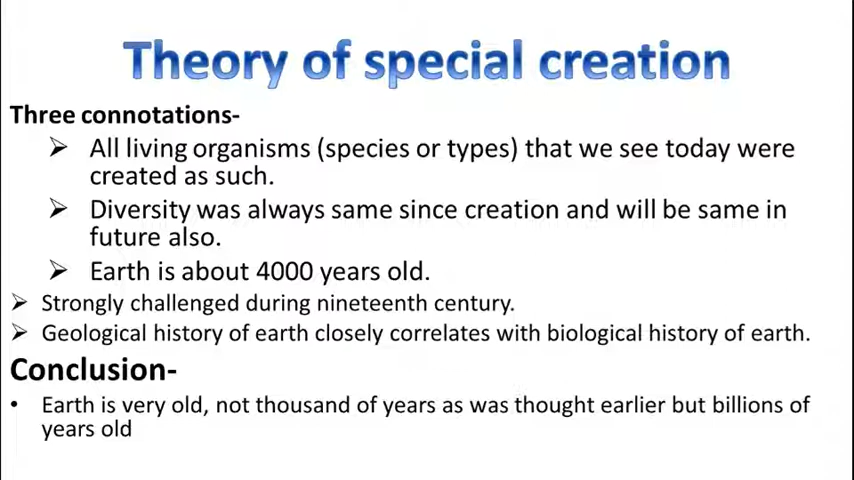 Theory of special creation
Three connotations-
➢ All living organisms (species or types) that we see today were
created as such.
➢ Diversity was always same since creation and will be same in
future also.
➢ Earth is about 4000 years old.
➢ Strongly challenged during nineteenth century.
➢ Geological history of earth closely correlates with biological history of earth.
Conclusion-
• Earth is very old, not thousand of years as was thought earlier but billions of
years old